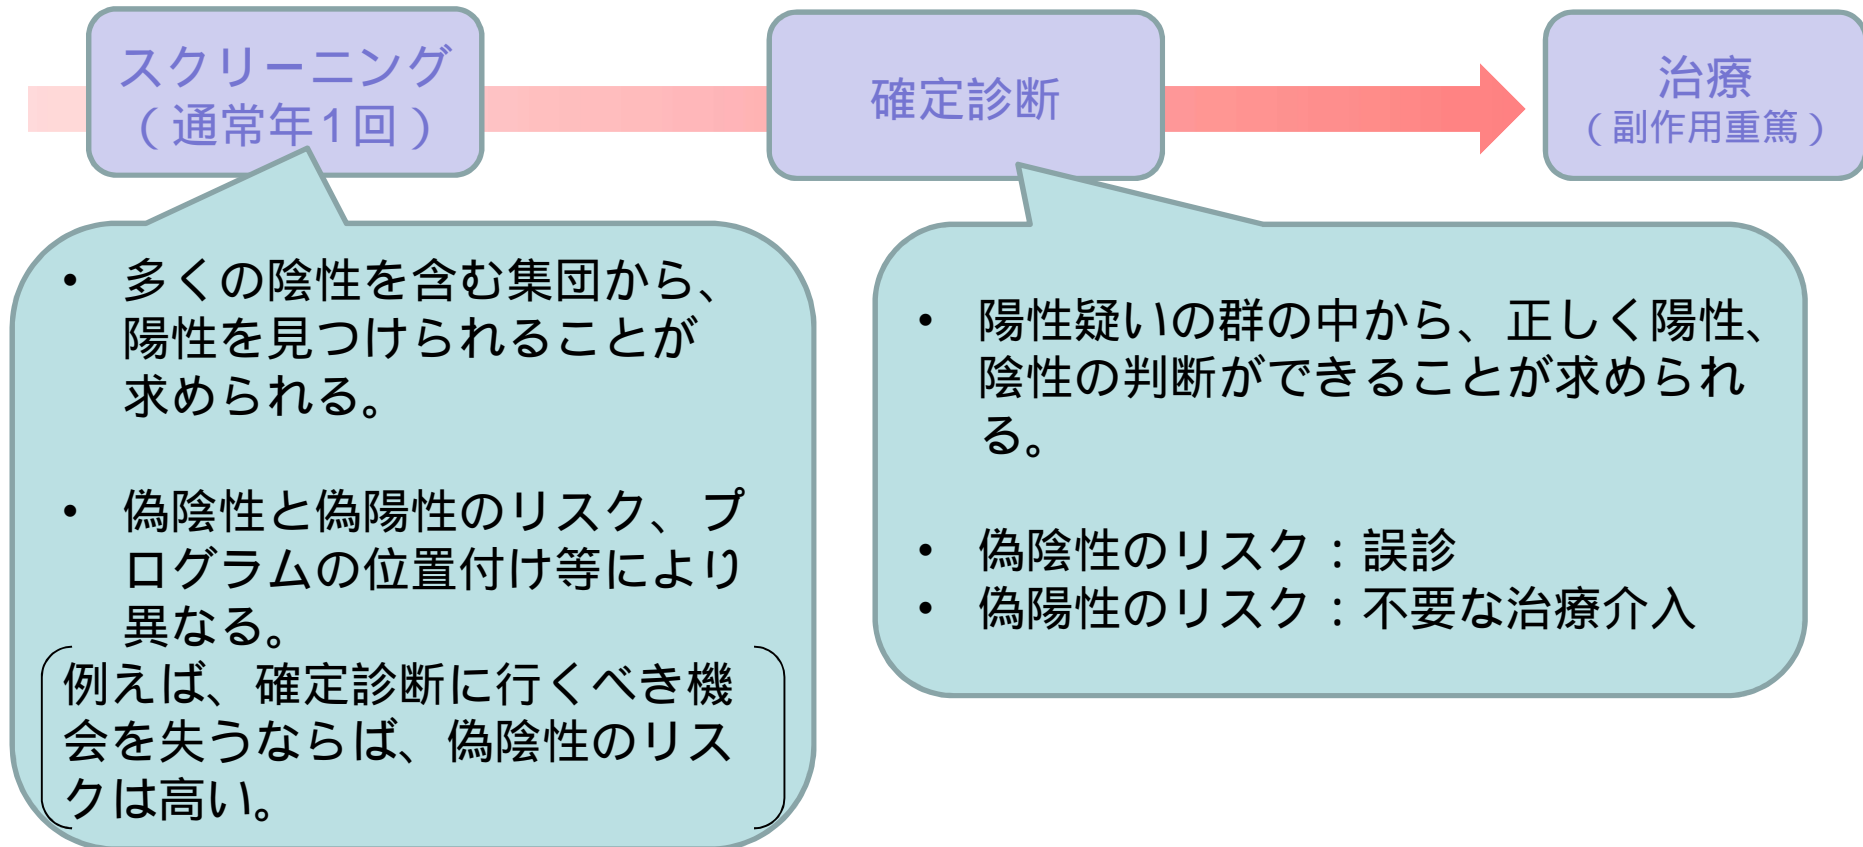 スクリーニング
（通常年1回）
確定診断
治療
（副作用重篤）
• 多くの陰性を含む集団から、
陽性を見つけられることが
求められる。
• 偽陰性と偽陽性のリスク、プ
ログラムの位置付け等により
異なる。
例えば、確定診断に行くべき機
会を失うならば、偽陰性のリス
クは高い。
• 陽性疑いの群の中から、正しく陽性、
陰性の判断ができることが求められ
る。
• 偽陰性のリスク：誤診
• 偽陽性のリスク：不要な治療介入